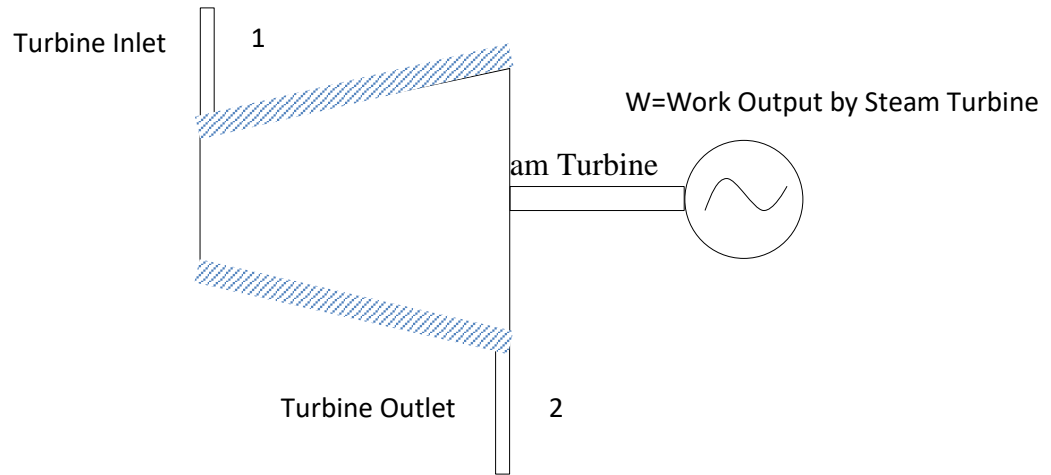 Turbine Inlet
1
W=Work Output by Steam Turbine
am Turbine
Turbine Outlet
2